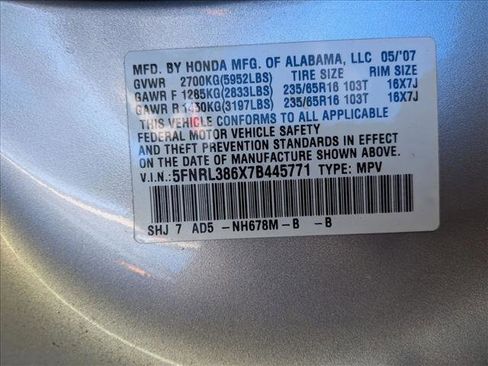 MFD. BY HONDA MFG. OF ALABAMA, LLC 05/'07
GVWR 2700KG(5952LBS) TIRE SIZE RIM SIZE
GAWR F 1285KG(2833LBS) 235/65R16 103T 16X7J
GAWR R 1450KG(3197LBS) 235/65R16 103T 16X7J
THIS VEHICLE CONFORMS TO ALL APPLICABLE
FEDERAL MOTOR VEHICLE SAFETY
AND THEFT PREVENTION STANDARDS IN EFFECT
ON THE DATE OF MANUFACTURE SHOWN ABOVE.
V.I.N.: 5FNRL386X7B445771 TYPE: MPV
SHJ 7 AD5 -NH678M-B -B